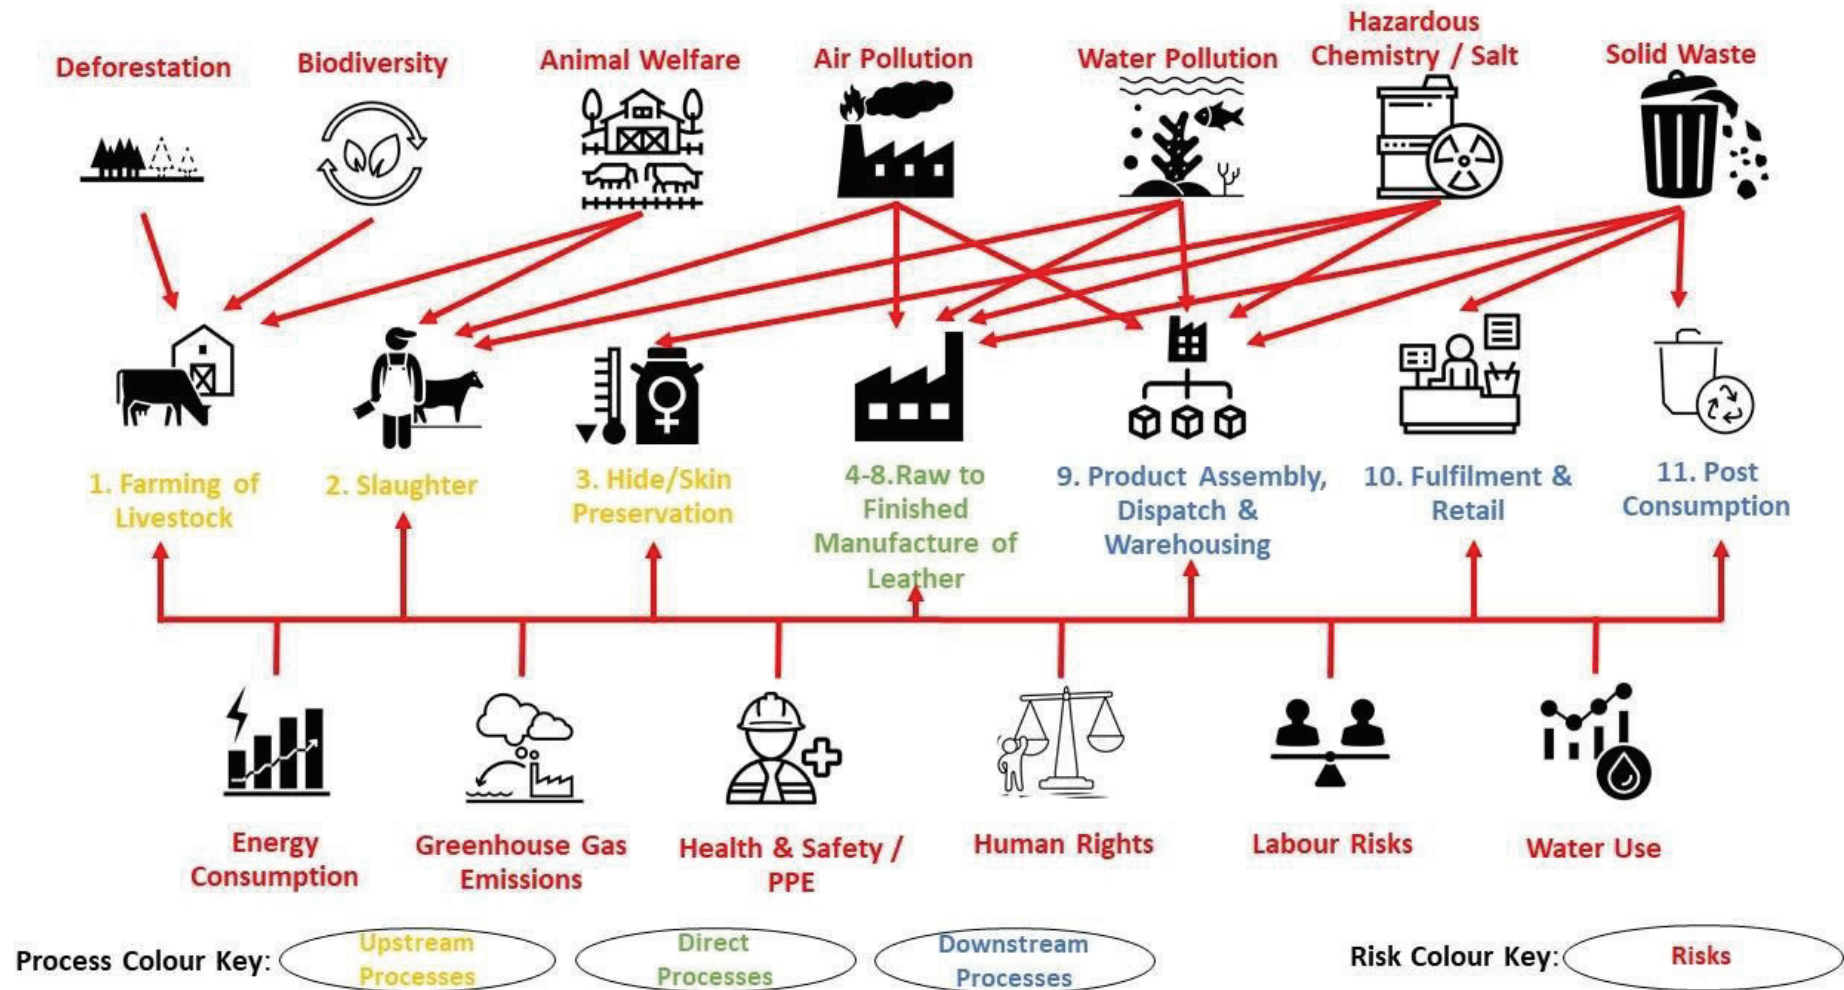 Deforestation
Biodiversity
Animal Welfare
Air Pollution
Water Pollution
Hazardous
Chemistry / Salt
Solid Waste
1. Farming of
Livestock
2. Slaughter
3. Hide/Skin
Preservation
4-8.Raw to
Finished
Manufacture of
Leather
9. Product Assembly,
Dispatch &
Warehousing
10. Fulfilment &
Retail
11. Post
Consumption
Energy
Consumption
Greenhouse Gas
Emissions
Health & Safety /
PPE
Human Rights
Labour Risks
Water Use
Process Colour Key:
Upstream
Processes
Direct
Processes
Downstream
Processes
Risk Colour Key:
Risks